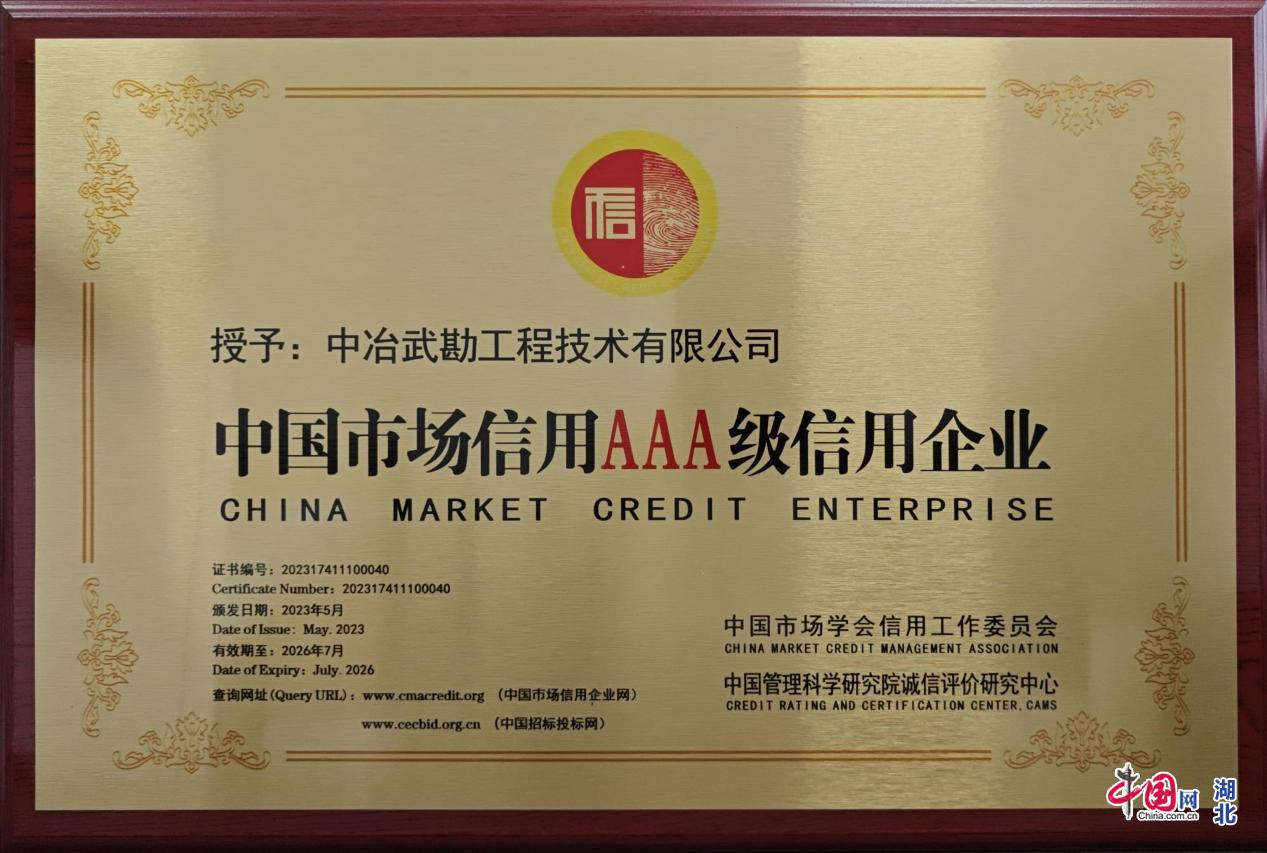 信
授予：中冶武勘工程技术有限公司
中国市场信用AAA级信用企业
CHINA MARKET CREDIT ENTERPRISE
证书编号：202317411100040
Certificate Number: 202317411100040
颁发日期：2023年5月
Date of Issue: May. 2023
有效期至：2026年7月
Date of Expiry: July. 2026
查询网址(Query URL)：www.cmacredit.org （中国市场信用企业网）
www.cecbid.org.cn （中国招标投标网）
中国市场学会信用工作委员会
CHINA MARKET CREDIT MANAGEMENT ASSOCIATION
中国管理科学研究院诚信评价研究中心
CREDIT RATING AND CERTIFICATION CENTER, CAMS
中国网 湖北
China.com.cn